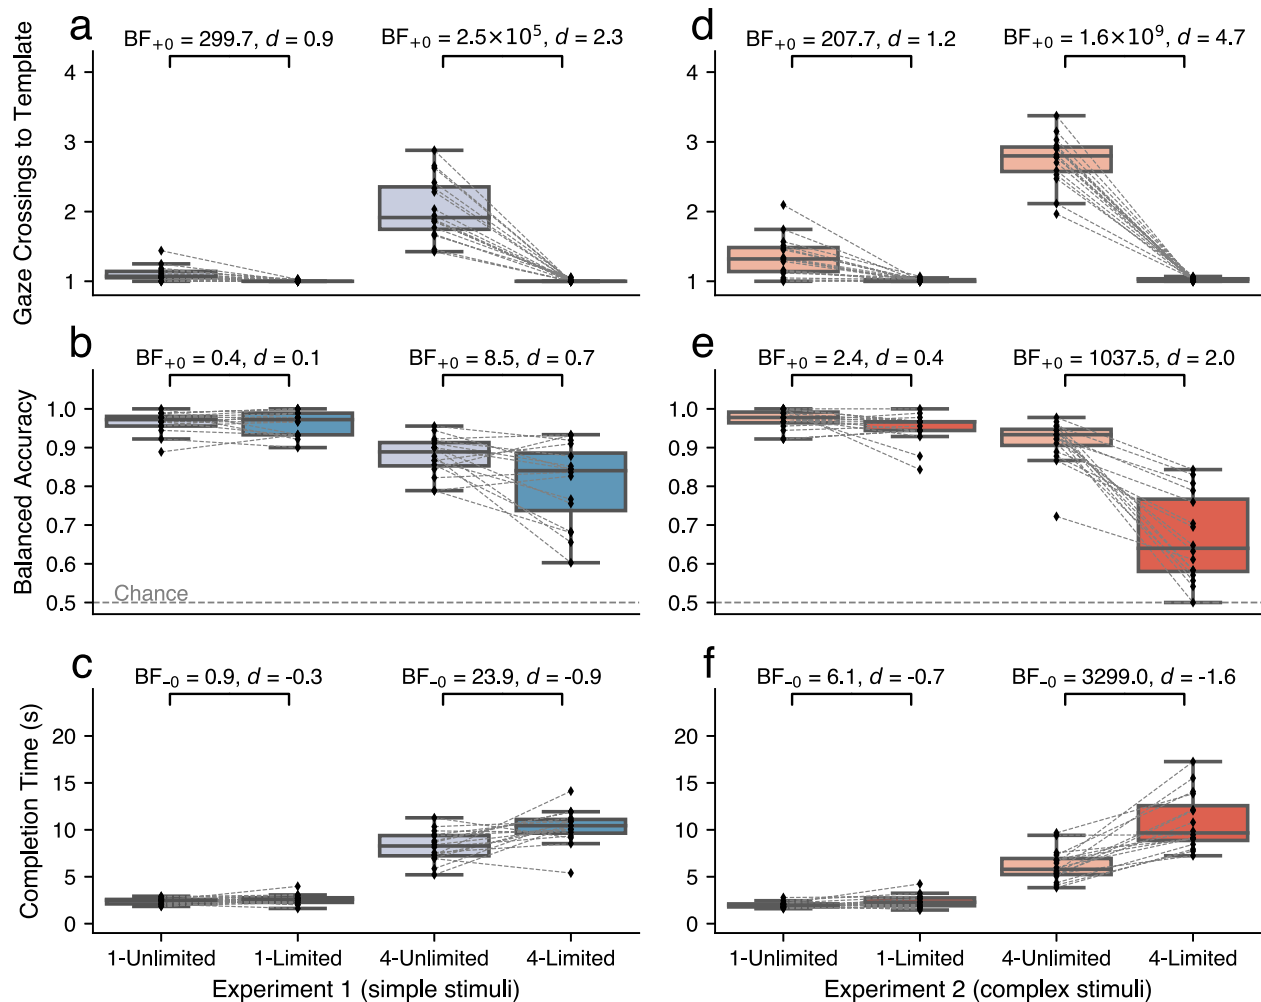 a
BF+0 = 299.7, d = 0.9
BF+0 = 2.5×10⁵, d = 2.3
Gaze Crossings to Template
4
3
2
1
d
BF+0 = 207.7, d = 1.2
BF+0 = 1.6×10⁹, d = 4.7
4
3
2
1
b
BF+0 = 0.4, d = 0.1
BF+0 = 8.5, d = 0.7
Balanced Accuracy
1.0
0.9
0.8
0.7
0.6
0.5
Chance
e
BF+0 = 2.4, d = 0.4
BF+0 = 1037.5, d = 2.0
1.0
0.9
0.8
0.7
0.6
0.5
c
BF−0 = 0.9, d = -0.3
BF−0 = 23.9, d = -0.9
Completion Time (s)
20
15
10
5
0
1-Unlimited 1-Limited 4-Unlimited 4-Limited
Experiment 1 (simple stimuli)
f
BF−0 = 6.1, d = -0.7
BF−0 = 3299.0, d = -1.6
20
15
10
5
0
1-Unlimited 1-Limited 4-Unlimited 4-Limited
Experiment 2 (complex stimuli)